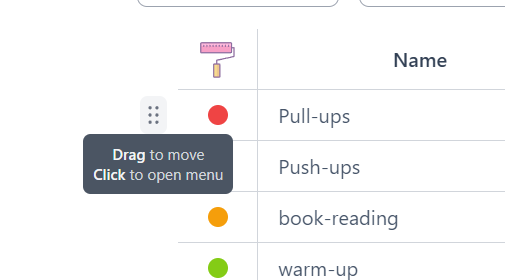 Name
Pull-ups
Drag to move
Click to open menu
Push-ups
book-reading
warm-up